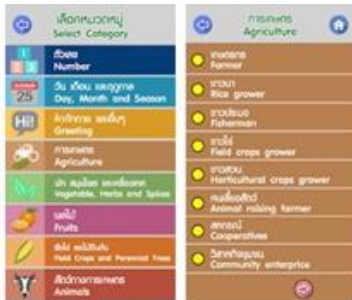 เลือกหมวดหมู่
Select Category
ตัวเลข
Number
1 2 3
วัน เดือน และฤดูกาล
Day, Month and Season
25
คำทักทาย และอื่นๆ
Greeting
Hi!
การเกษตร
Agriculture
ผัก สมุนไพร และเครื่องเทศ
Vegetable, Herbs and Spices
ผลไม้
Fruits
พืชไร่ และไม้ยืนต้น
Field Crops and Perennial Trees
สัตว์ทางการเกษตร
Animals
การเกษตร
Agriculture
เกษตรกร
Farmer
ชาวนา
Rice grower
ชาวประมง
Fisherman
ชาวไร่
Field crops grower
ชาวสวน
Horticultural crops grower
คนเลี้ยงสัตว์
Animal raising farmer
สหกรณ์
Cooperatives
วิสาหกิจชุมชน
Community enterprice